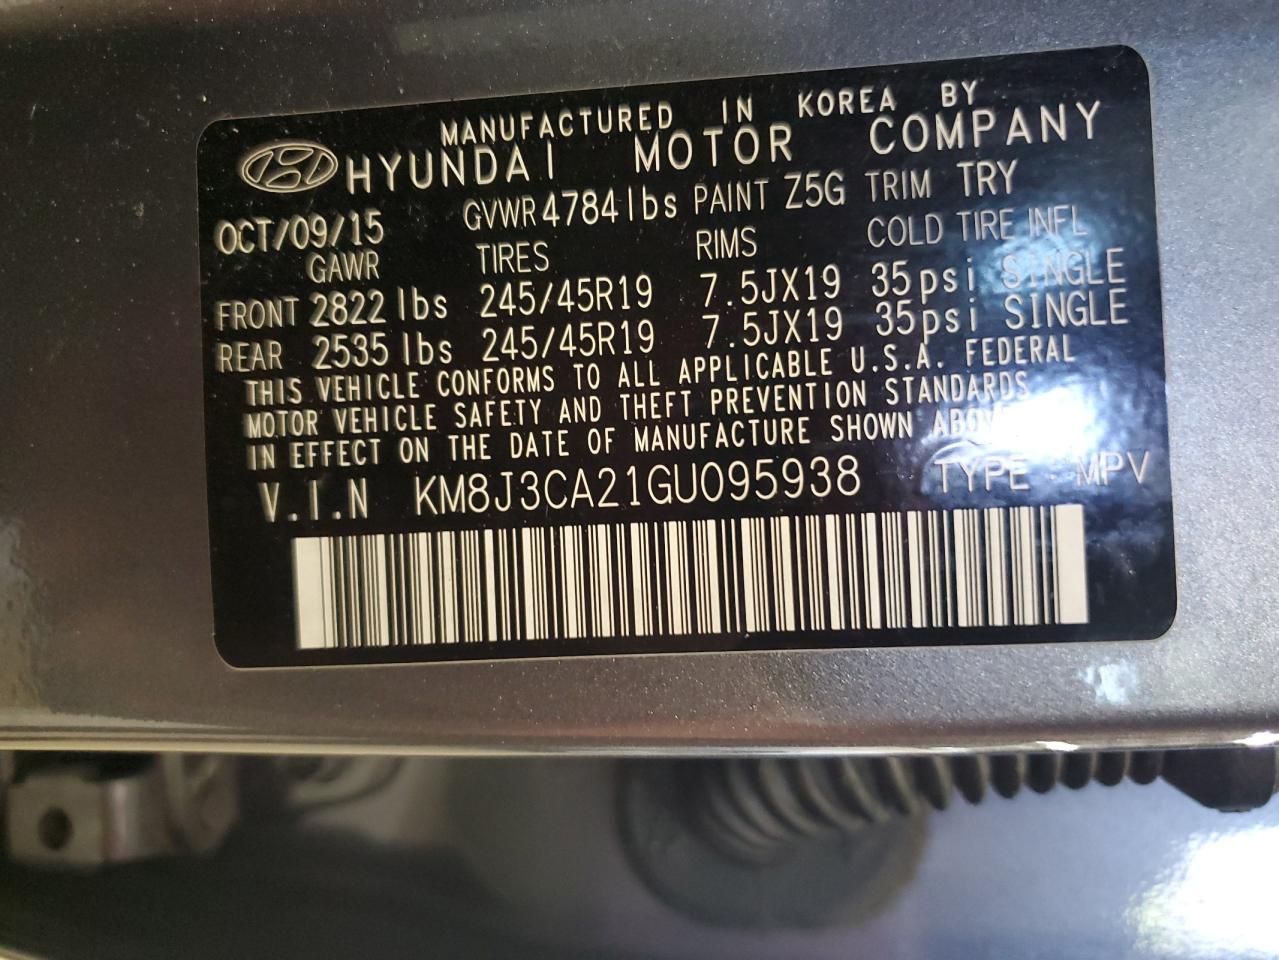 MANUFACTURED IN KOREA BY
HYUNDAI MOTOR COMPANY
OCT/09/15 GVWR 4784 lbs PAINT Z5G TRIM TRY
GAWR TIRES RIMS COLD TIRE INFL
FRONT 2822 lbs 245/45R19 7.5JX19 35psi SINGLE
REAR 2535 lbs 245/45R19 7.5JX19 35psi SINGLE
THIS VEHICLE CONFORMS TO ALL APPLICABLE U.S.A. FEDERAL
MOTOR VEHICLE SAFETY AND THEFT PREVENTION STANDARDS
IN EFFECT ON THE DATE OF MANUFACTURE SHOWN ABOVE
V.I.N KM8J3CA21GU095938 TYPE MPV